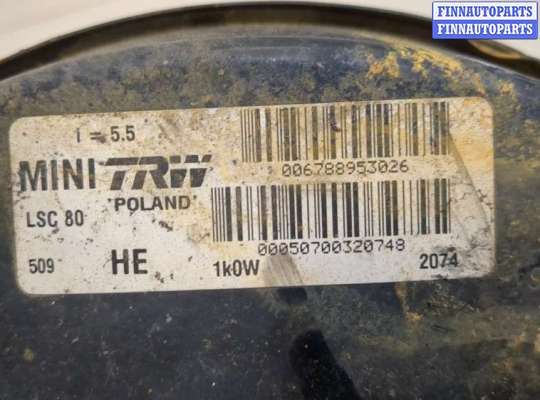 FINNAUTOPARTS
FINNAUTOPARTS
i = 5.5
MINI TRW
006788953026
LSC 80 "POLAND"
00050700320748
509 HE 1k0W 2074